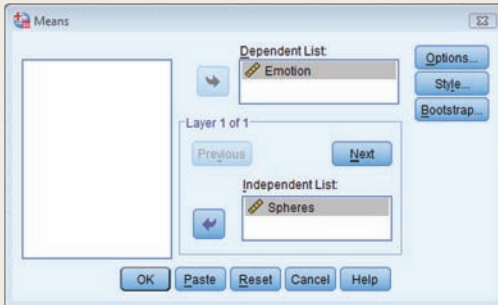 Means
Dependent List:
Emotion
Options...
Style...
Bootstrap...
Layer 1 of 1
Previous
Next
Independent List:
Spheres
OK
Paste
Reset
Cancel
Help